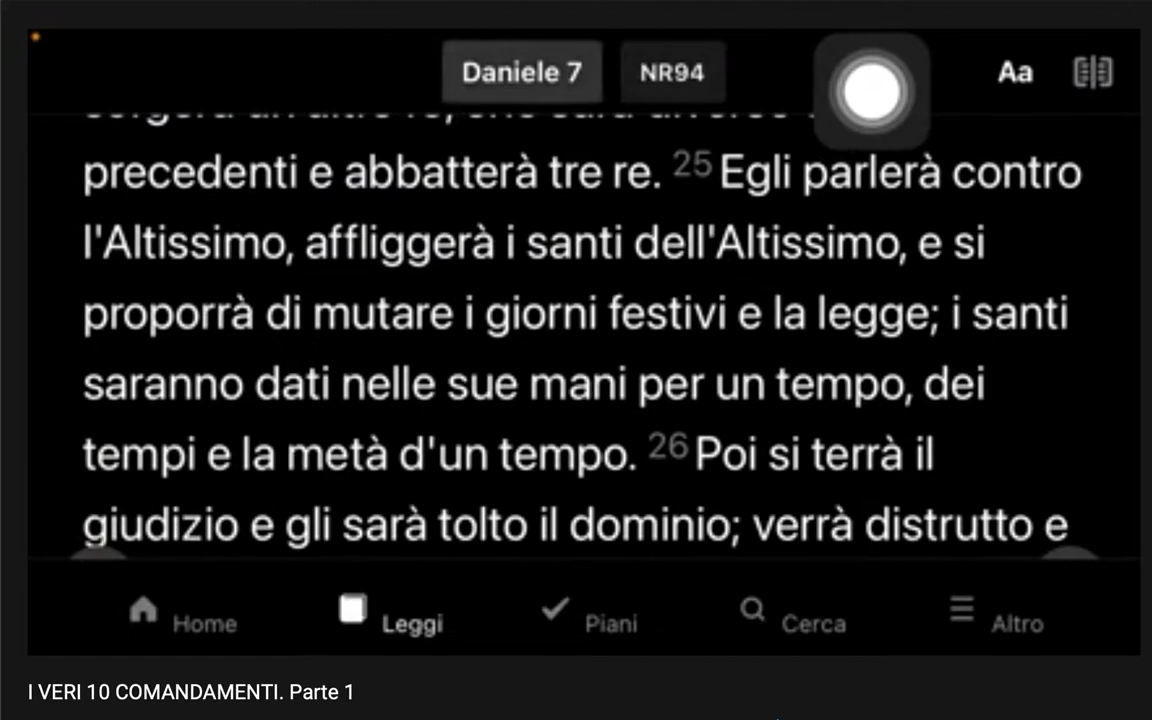 Daniele 7
NR94
Aa
precedenti e abbatterà tre re. 25 Egli parlerà contro
l'Altissimo, affliggerà i santi dell'Altissimo, e si
proporrà di mutare i giorni festivi e la legge; i santi
saranno dati nelle sue mani per un tempo, dei
tempi e la metà d'un tempo. 26 Poi si terrà il
giudizio e gli sarà tolto il dominio; verrà distrutto e
Home
Leggi
Piani
Cerca
Altro
I VERI 10 COMANDAMENTI. Parte 1